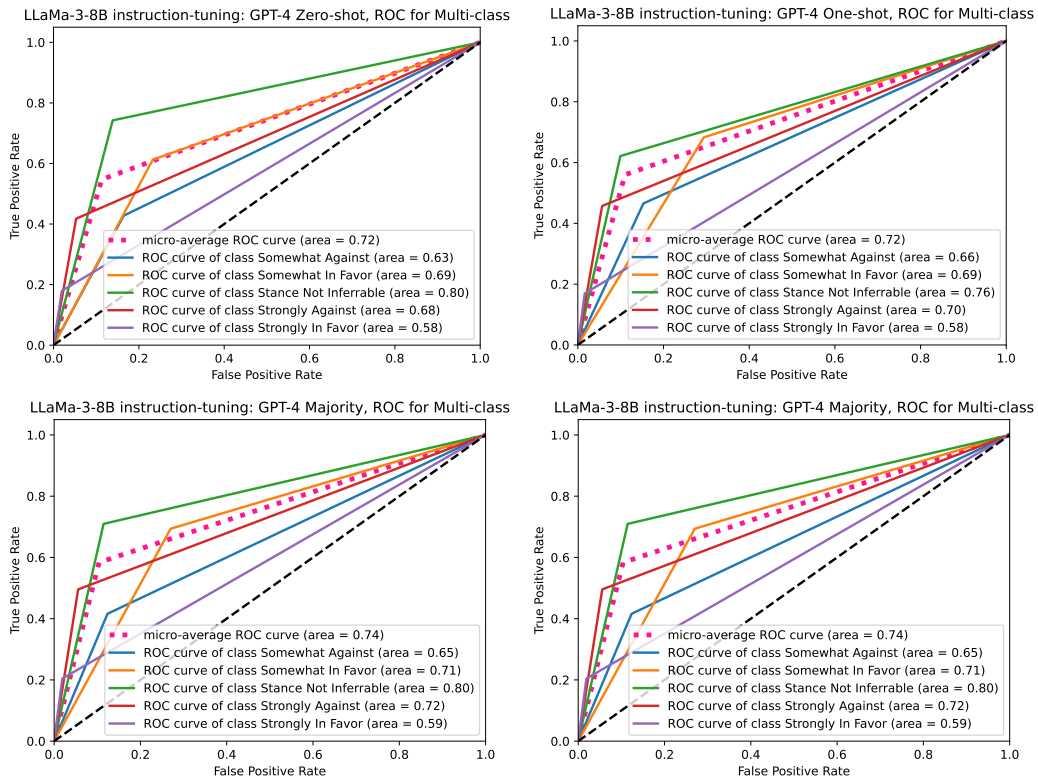 LLaMa-3-8B instruction-tuning: GPT-4 Zero-shot, ROC for Multi-class
1.0
0.8
0.6
0.4
0.2
0.0
True Positive Rate
micro-average ROC curve (area = 0.72)
ROC curve of class Somewhat Against (area = 0.63)
ROC curve of class Somewhat In Favor (area = 0.69)
ROC curve of class Stance Not Inferrable (area = 0.80)
ROC curve of class Strongly Against (area = 0.68)
ROC curve of class Strongly In Favor (area = 0.58)
0.0 0.2 0.4 0.6 0.8 1.0
False Positive Rate
LLaMa-3-8B instruction-tuning: GPT-4 One-shot, ROC for Multi-class
1.0
0.8
0.6
0.4
0.2
0.0
True Positive Rate
micro-average ROC curve (area = 0.72)
ROC curve of class Somewhat Against (area = 0.66)
ROC curve of class Somewhat In Favor (area = 0.69)
ROC curve of class Stance Not Inferrable (area = 0.76)
ROC curve of class Strongly Against (area = 0.70)
ROC curve of class Strongly In Favor (area = 0.58)
0.0 0.2 0.4 0.6 0.8 1.0
False Positive Rate
LLaMa-3-8B instruction-tuning: GPT-4 Majority, ROC for Multi-class
1.0
0.8
0.6
0.4
0.2
0.0
True Positive Rate
micro-average ROC curve (area = 0.74)
ROC curve of class Somewhat Against (area = 0.65)
ROC curve of class Somewhat In Favor (area = 0.71)
ROC curve of class Stance Not Inferrable (area = 0.80)
ROC curve of class Strongly Against (area = 0.72)
ROC curve of class Strongly In Favor (area = 0.59)
0.0 0.2 0.4 0.6 0.8 1.0
False Positive Rate
LLaMa-3-8B instruction-tuning: GPT-4 Majority, ROC for Multi-class
1.0
0.8
0.6
0.4
0.2
0.0
True Positive Rate
micro-average ROC curve (area = 0.74)
ROC curve of class Somewhat Against (area = 0.65)
ROC curve of class Somewhat In Favor (area = 0.71)
ROC curve of class Stance Not Inferrable (area = 0.80)
ROC curve of class Strongly Against (area = 0.72)
ROC curve of class Strongly In Favor (area = 0.59)
0.0 0.2 0.4 0.6 0.8 1.0
False Positive Rate